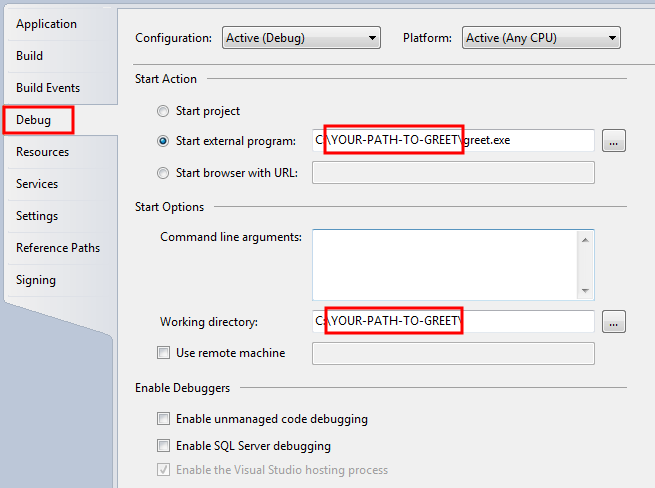 Application
Build
Build Events
Debug
Resources
Services
Settings
Reference Paths
Signing
Configuration: Active (Debug) Platform: Active (Any CPU)
Start Action
Start project
Start external program: C:\YOUR-PATH-TO-GREET\greet.exe ...
Start browser with URL:
Start Options
Command line arguments:
Working directory: C:\YOUR-PATH-TO-GREET\ ...
Use remote machine
Enable Debuggers
Enable unmanaged code debugging
Enable SQL Server debugging
Enable the Visual Studio hosting process